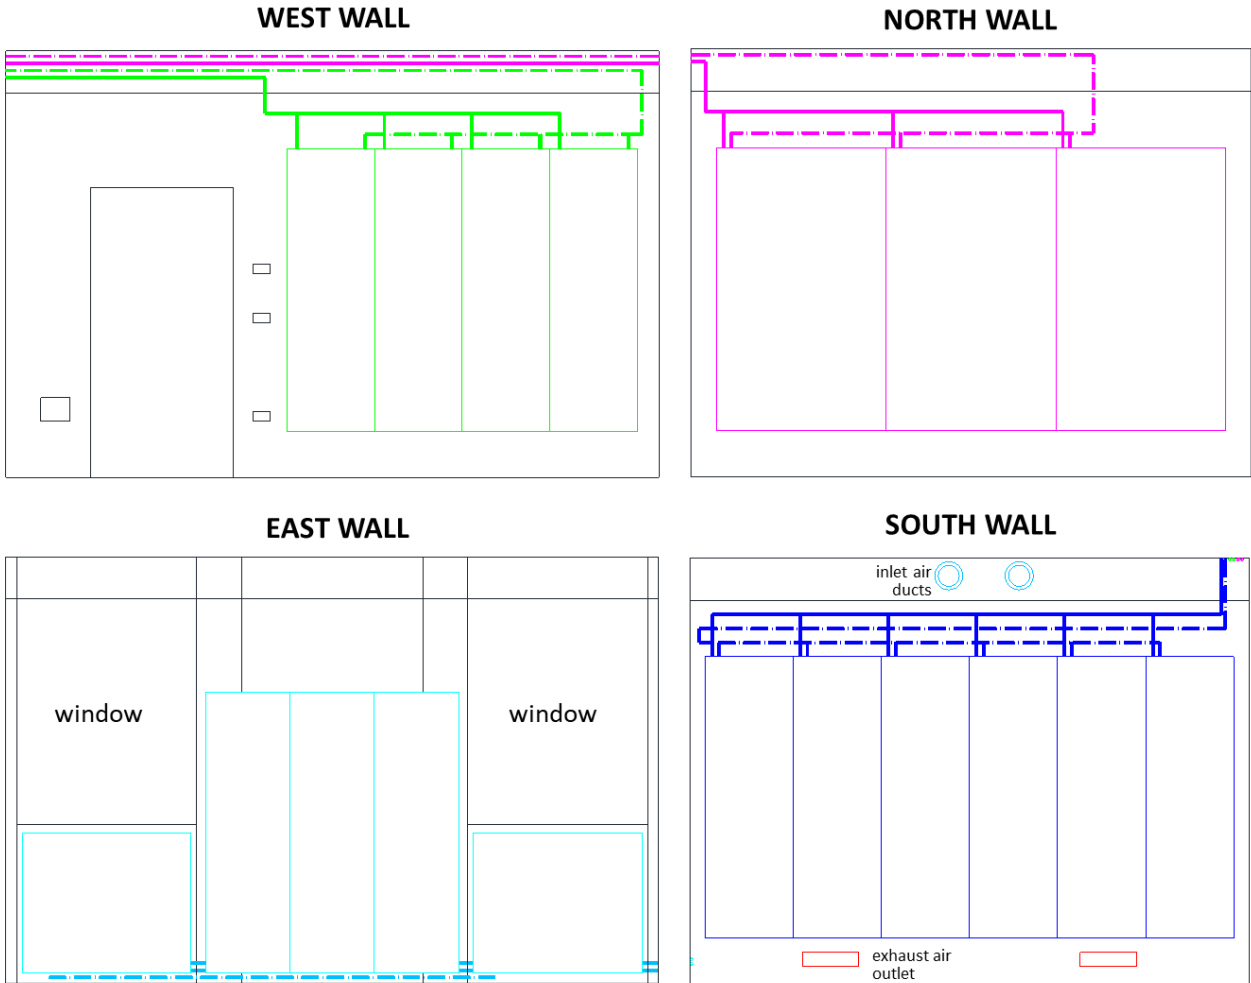 WEST WALL
NORTH WALL
EAST WALL
SOUTH WALL
inlet air
ducts
window
window
exhaust air
outlet